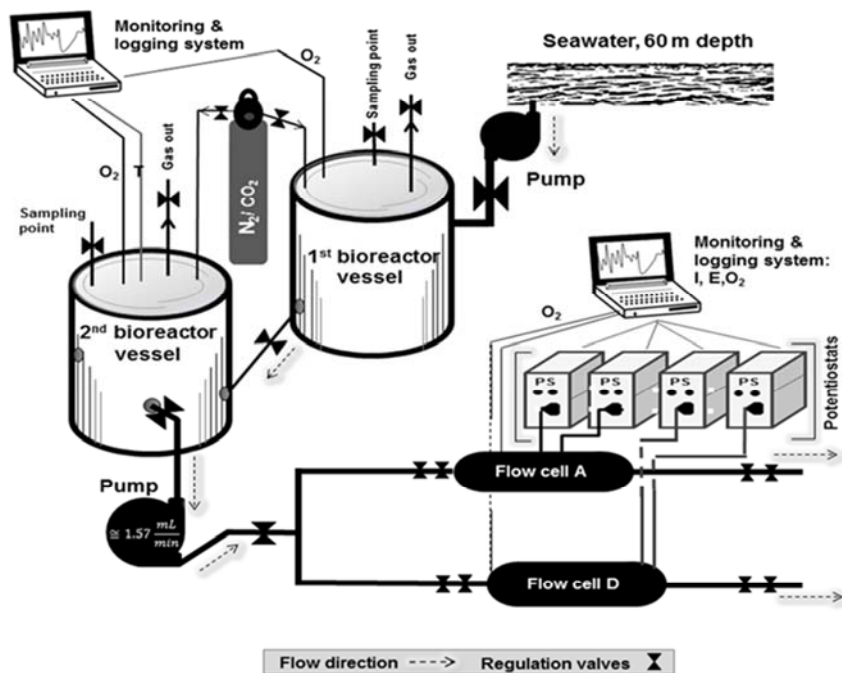 Monitoring &
logging system
O2
Sampling point
Gas out
Seawater, 60 m depth
Pump
O2
T
Gas out
N2/ CO2
Sampling
point
1st bioreactor
vessel
2nd bioreactor
vessel
Monitoring &
logging system:
I, E,O2
O2
PS
PS
PS
PS
Potentiostats
Pump
≅ 1.57 mL/min
Flow cell A
Flow cell D
Flow direction
Regulation valves